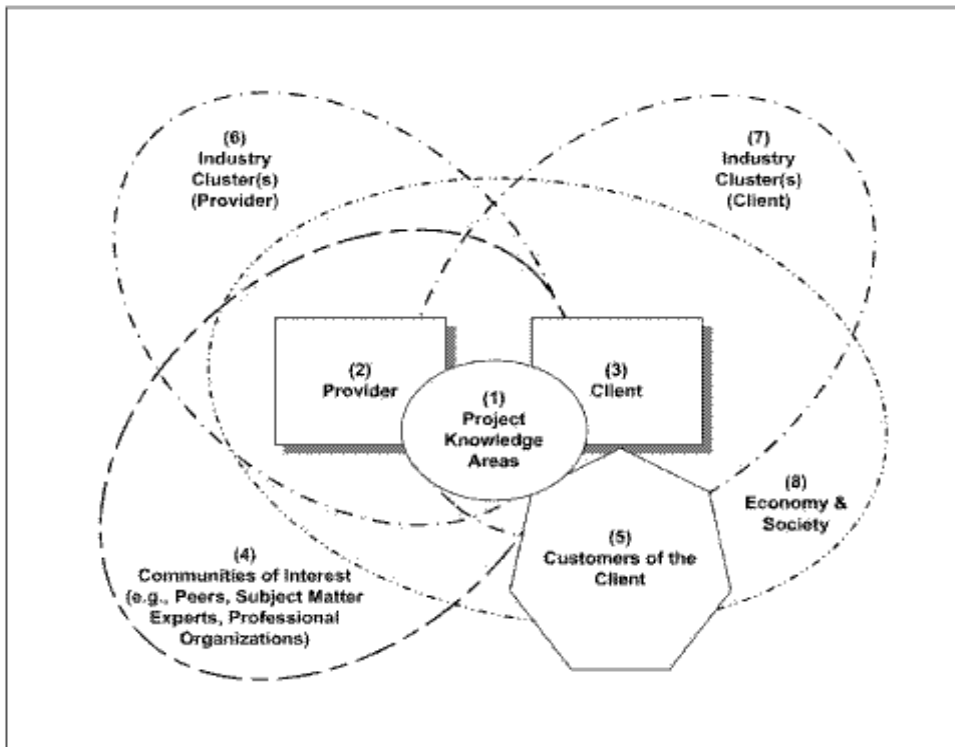 (6)
Industry
Cluster(s)
(Provider)
(7)
Industry
Cluster(s)
(Client)
(2)
Provider
(3)
Client
(1)
Project
Knowledge
Areas
(8)
Economy &
Society
(5)
Customers of the
Client
(4)
Communities of Interest
(e.g., Peers, Subject Matter
Experts, Professional
Organizations)